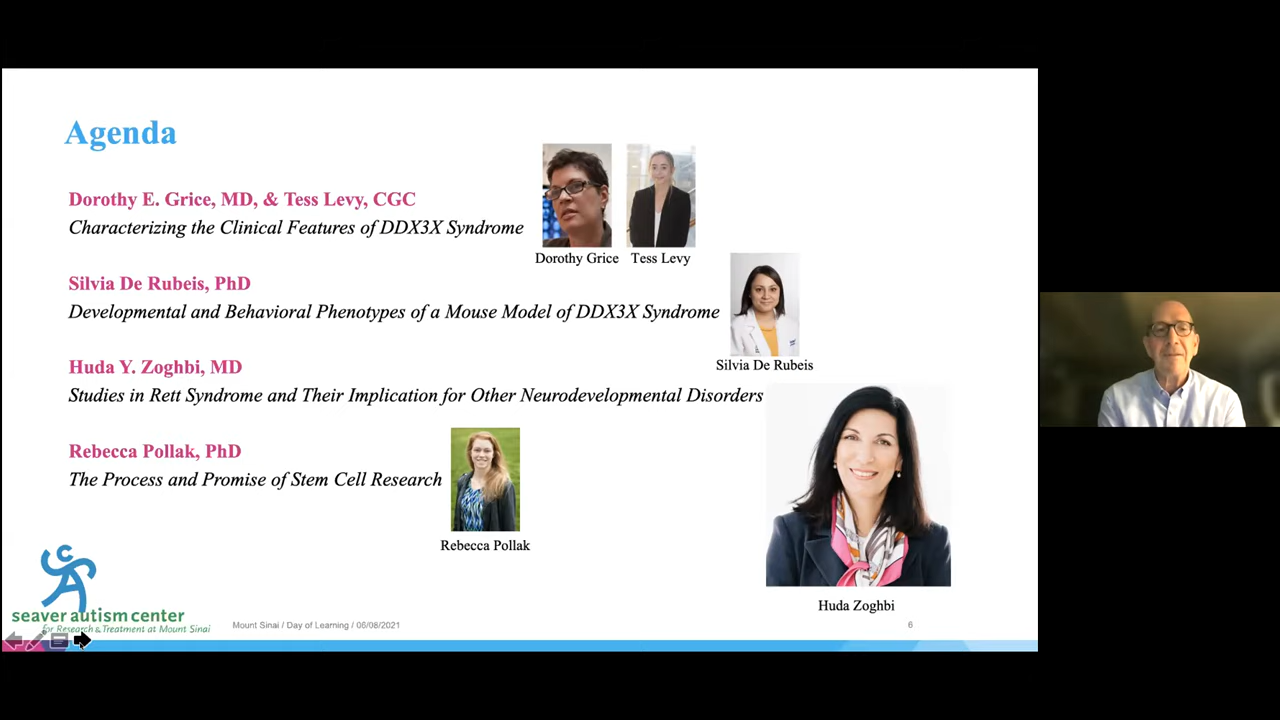 Agenda
Dorothy E. Grice, MD, & Tess Levy, CGC
Characterizing the Clinical Features of DDX3X Syndrome
Dorothy Grice
Tess Levy
Silvia De Rubeis, PhD
Developmental and Behavioral Phenotypes of a Mouse Model of DDX3X Syndrome
Silvia De Rubeis
Huda Y. Zoghbi, MD
Studies in Rett Syndrome and Their Implication for Other Neurodevelopmental Disorders
Huda Zoghbi
Rebecca Pollak, PhD
The Process and Promise of Stem Cell Research
Rebecca Pollak
seaver autism center
for Research & Treatment at Mount Sinai
Mount Sinai / Day of Learning / 06/08/2021
6